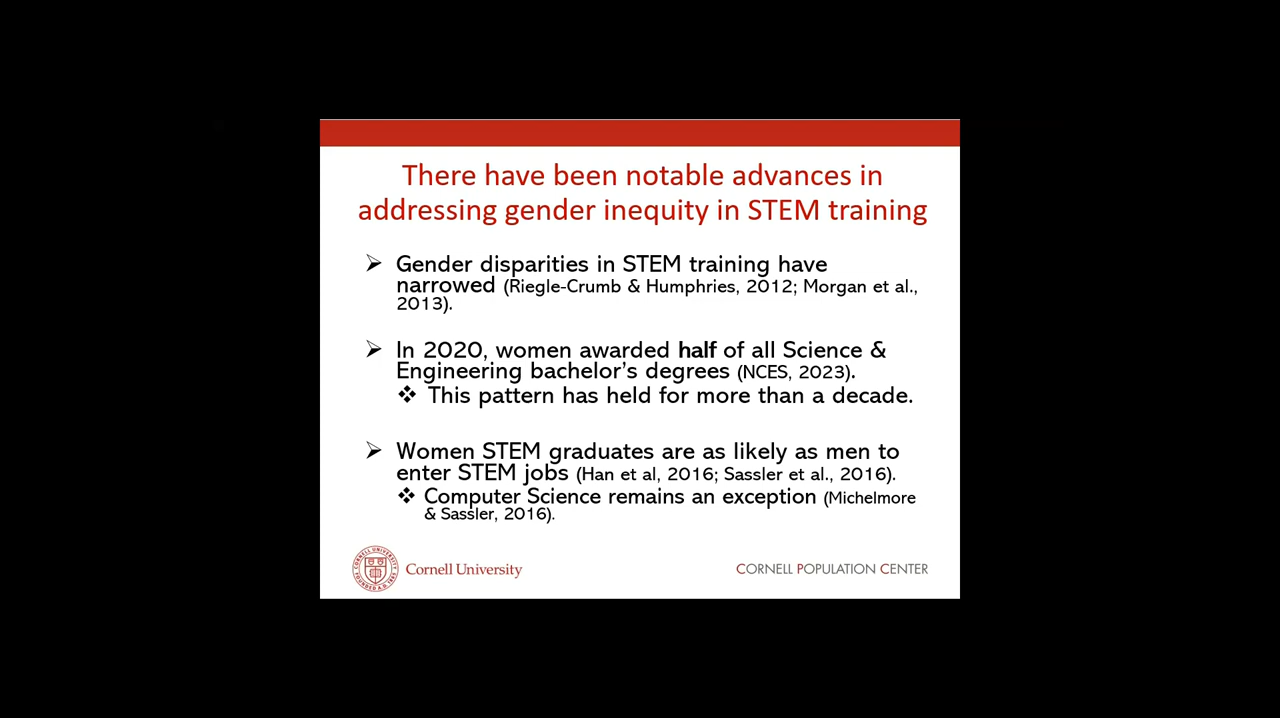 There have been notable advances in
addressing gender inequity in STEM training
➢ Gender disparities in STEM training have
narrowed (Riegle-Crumb & Humphries, 2012; Morgan et al.,
2013).
➢ In 2020, women awarded half of all Science &
Engineering bachelor's degrees (NCES, 2023).
❖ This pattern has held for more than a decade.
➢ Women STEM graduates are as likely as men to
enter STEM jobs (Han et al, 2016; Sassler et al., 2016).
❖ Computer Science remains an exception (Michelmore
& Sassler, 2016).
Cornell University
CORNELL POPULATION CENTER